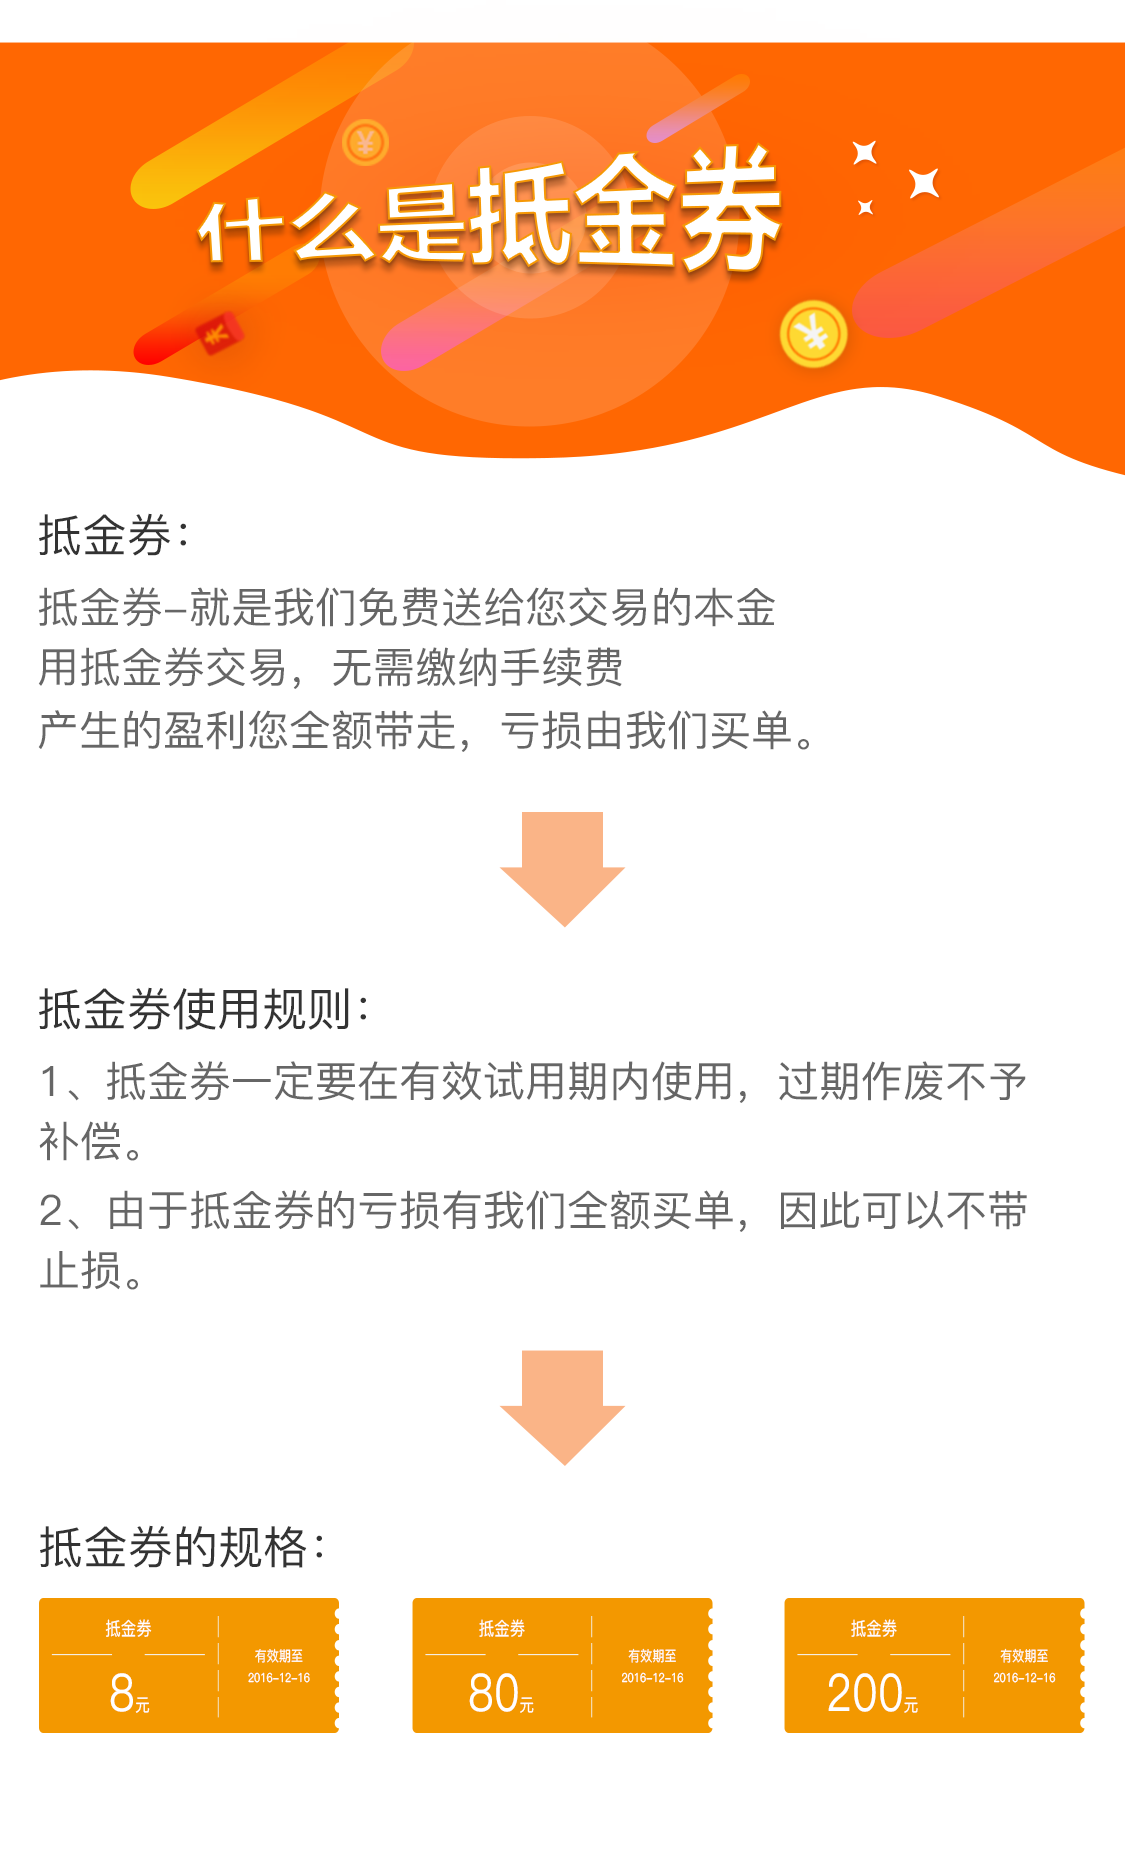 什么是抵金券
抵金券：
抵金券-就是我们免费送给您交易的本金
用抵金券交易，无需缴纳手续费
产生的盈利您全额带走，亏损由我们买单。
抵金券使用规则：
1、抵金券一定要在有效试用期内使用，过期作废不予
补偿。
2、由于抵金券的亏损有我们全额买单，因此可以不带
止损。
抵金券的规格：
抵金券
8元
有效期至
2016-12-16
抵金券
80元
有效期至
2016-12-16
抵金券
200元
有效期至
2016-12-16